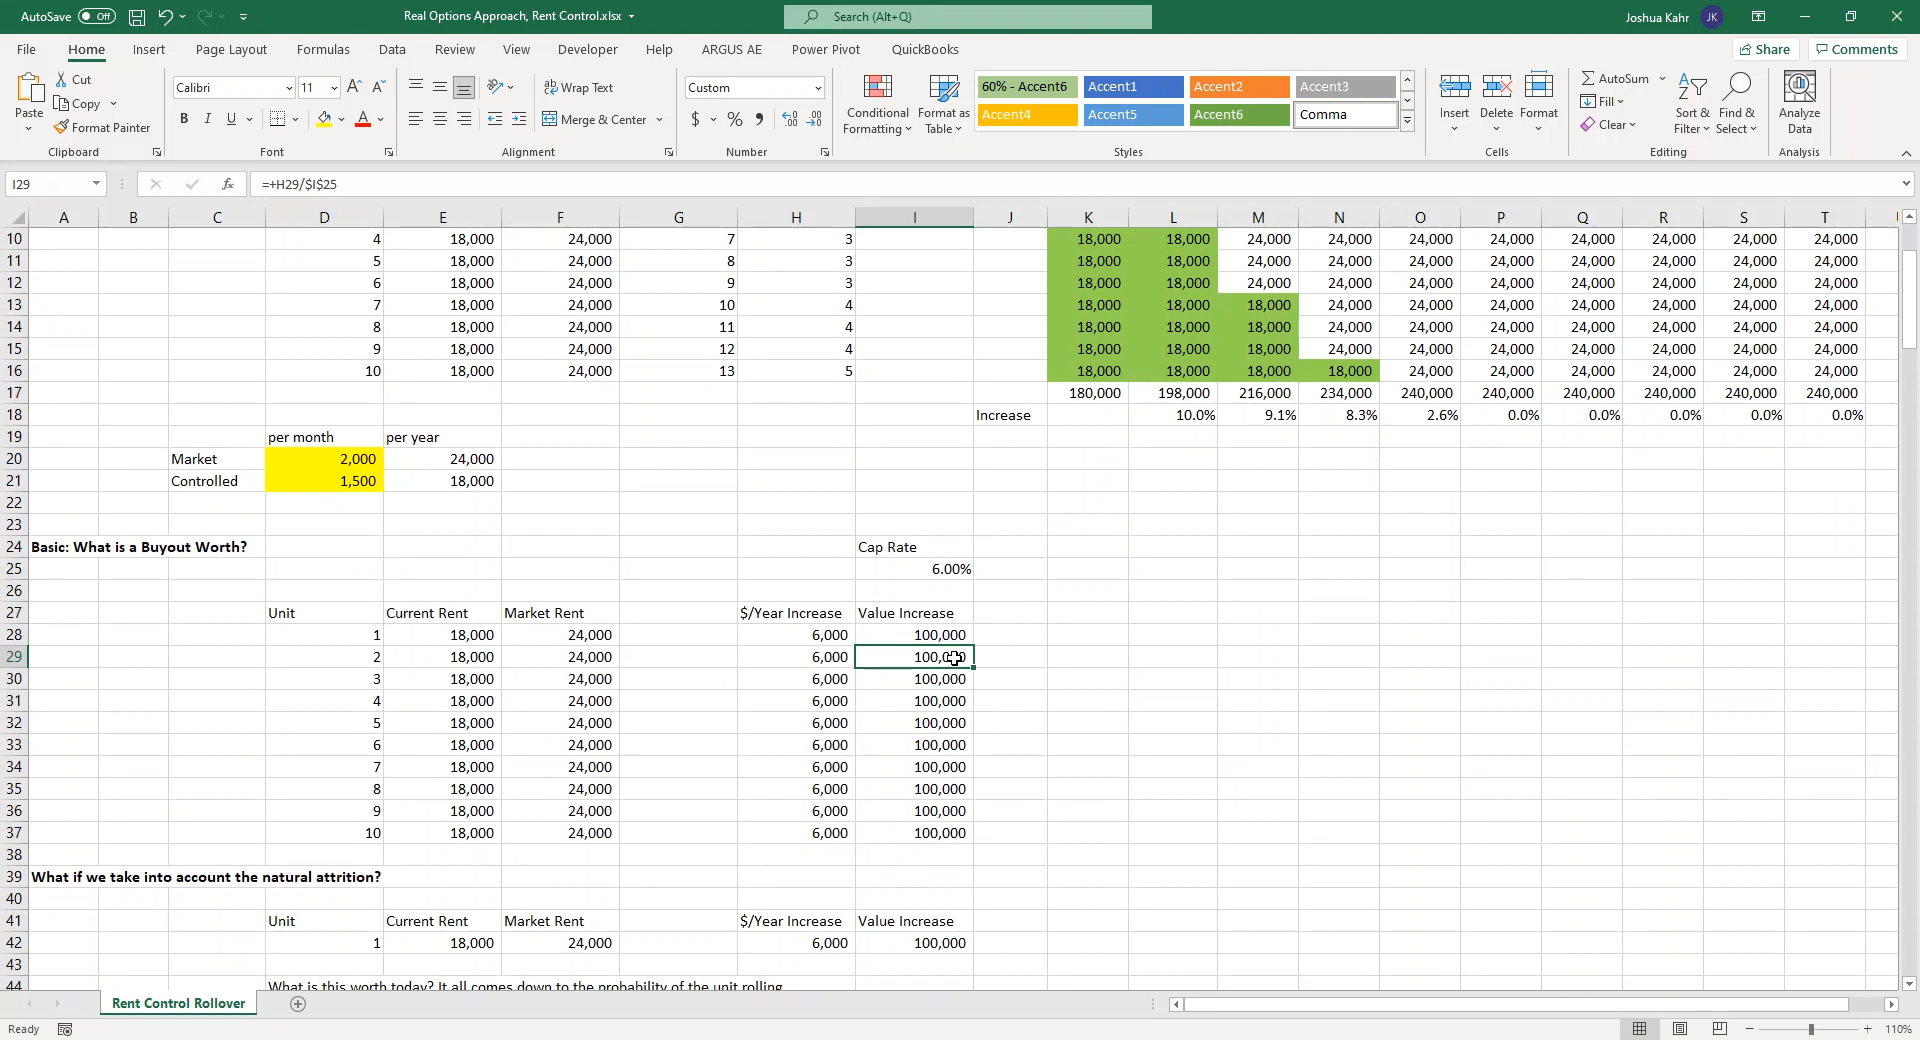 AutoSave Off Real Options Approach, Rent Control.xlsx Search (Alt+Q) Joshua Kahr JK
File Home Insert Page Layout Formulas Data Review View Developer Help ARGUS AE Power Pivot QuickBooks Share Comments
Paste Cut Copy Format Painter
Clipboard
Calibri 11 A A
B I U A
Font
Wrap Text
Merge & Center
Alignment
Custom
$ % 9 .00 .00
Number
Conditional Formatting Format as Table
60% - Accent6 Accent1 Accent2 Accent3
Accent4 Accent5 Accent6 Comma
Styles
Insert Delete Format
Cells
AutoSum Fill Clear Sort & Filter Find & Select
Editing
Analyze Data
Analysis
I29 fx =+H29/$I$25
A B C D E F G H I J K L M N O P Q R S T
10 4 18,000 24,000 7 3 18,000 18,000 24,000 24,000 24,000 24,000 24,000 24,000 24,000 24,000
11 5 18,000 24,000 8 3 18,000 18,000 24,000 24,000 24,000 24,000 24,000 24,000 24,000 24,000
12 6 18,000 24,000 9 3 18,000 18,000 24,000 24,000 24,000 24,000 24,000 24,000 24,000 24,000
13 7 18,000 24,000 10 4 18,000 18,000 18,000 24,000 24,000 24,000 24,000 24,000 24,000 24,000
14 8 18,000 24,000 11 4 18,000 18,000 18,000 24,000 24,000 24,000 24,000 24,000 24,000 24,000
15 9 18,000 24,000 12 4 18,000 18,000 18,000 24,000 24,000 24,000 24,000 24,000 24,000 24,000
16 10 18,000 24,000 13 5 18,000 18,000 18,000 18,000 24,000 24,000 24,000 24,000 24,000 24,000
17 180,000 198,000 216,000 234,000 240,000 240,000 240,000 240,000 240,000 240,000
18 Increase 10.0% 9.1% 8.3% 2.6% 0.0% 0.0% 0.0% 0.0% 0.0%
19 per month per year
20 Market 2,000 24,000
21 Controlled 1,500 18,000
22
23
24 Basic: What is a Buyout Worth? Cap Rate
25 6.00%
26
27 Unit Current Rent Market Rent $/Year Increase Value Increase
28 1 18,000 24,000 6,000 100,000
29 2 18,000 24,000 6,000 100,000
30 3 18,000 24,000 6,000 100,000
31 4 18,000 24,000 6,000 100,000
32 5 18,000 24,000 6,000 100,000
33 6 18,000 24,000 6,000 100,000
34 7 18,000 24,000 6,000 100,000
35 8 18,000 24,000 6,000 100,000
36 9 18,000 24,000 6,000 100,000
37 10 18,000 24,000 6,000 100,000
38
39 What if we take into account the natural attrition?
40
41 Unit Current Rent Market Rent $/Year Increase Value Increase
42 1 18,000 24,000 6,000 100,000
43
44 What is this worth today? It all comes down to the probability of the unit rolling
Rent Control Rollover
Ready 110%